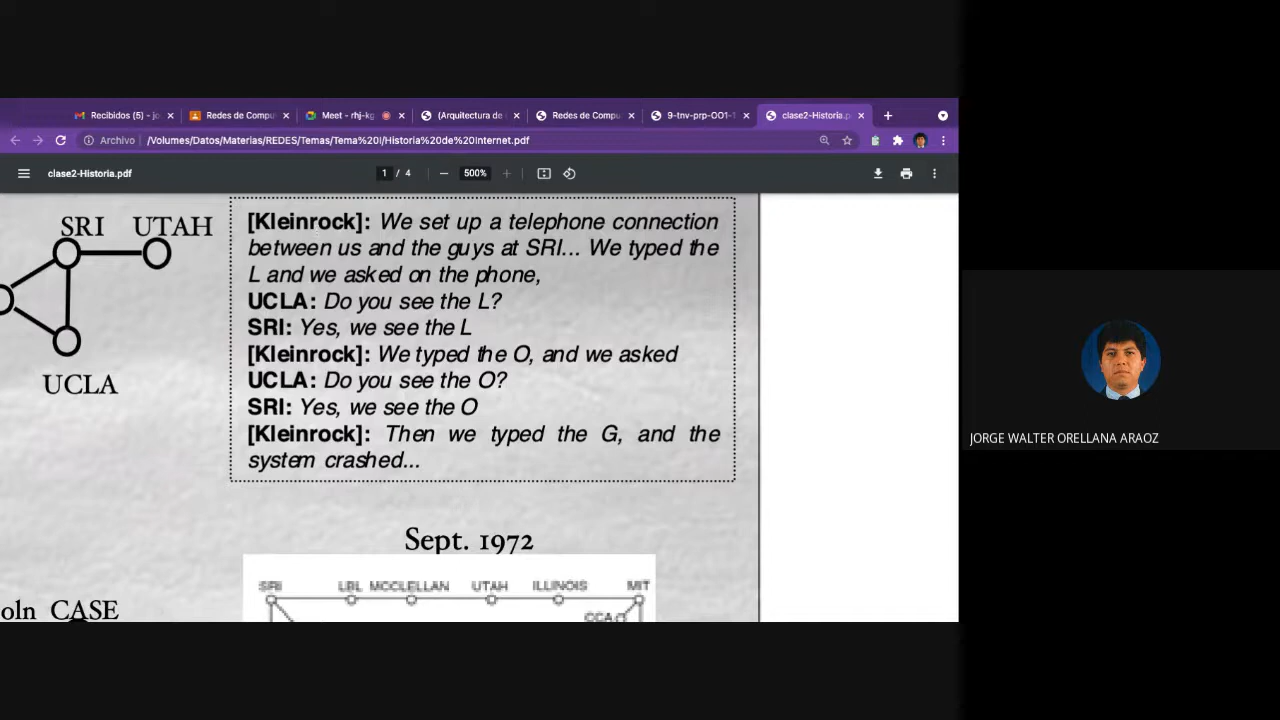 Recibidos (5) - jo
Redes de Compu
Meet - rhj-kg
(Arquitectura de
Redes de Compu
9-tnv-prp-001-1
clase2-Historia.p
Archivo /Volumes/Datos/Materias/REDES/Temas/Tema%20I/Historia%20de%20Internet.pdf
clase2-Historia.pdf
1 / 4
500%
SRI UTAH
UCLA
[Kleinrock]: We set up a telephone connection
between us and the guys at SRI... We typed the
L and we asked on the phone,
UCLA: Do you see the L?
SRI: Yes, we see the L
[Kleinrock]: We typed the O, and we asked
UCLA: Do you see the O?
SRI: Yes, we see the O
[Kleinrock]: Then we typed the G, and the
system crashed...
Sept. 1972
SRI LBL MCCLELLAN UTAH ILLINOIS MIT
CCA
oln CASE
JORGE WALTER ORELLANA ARAOZ